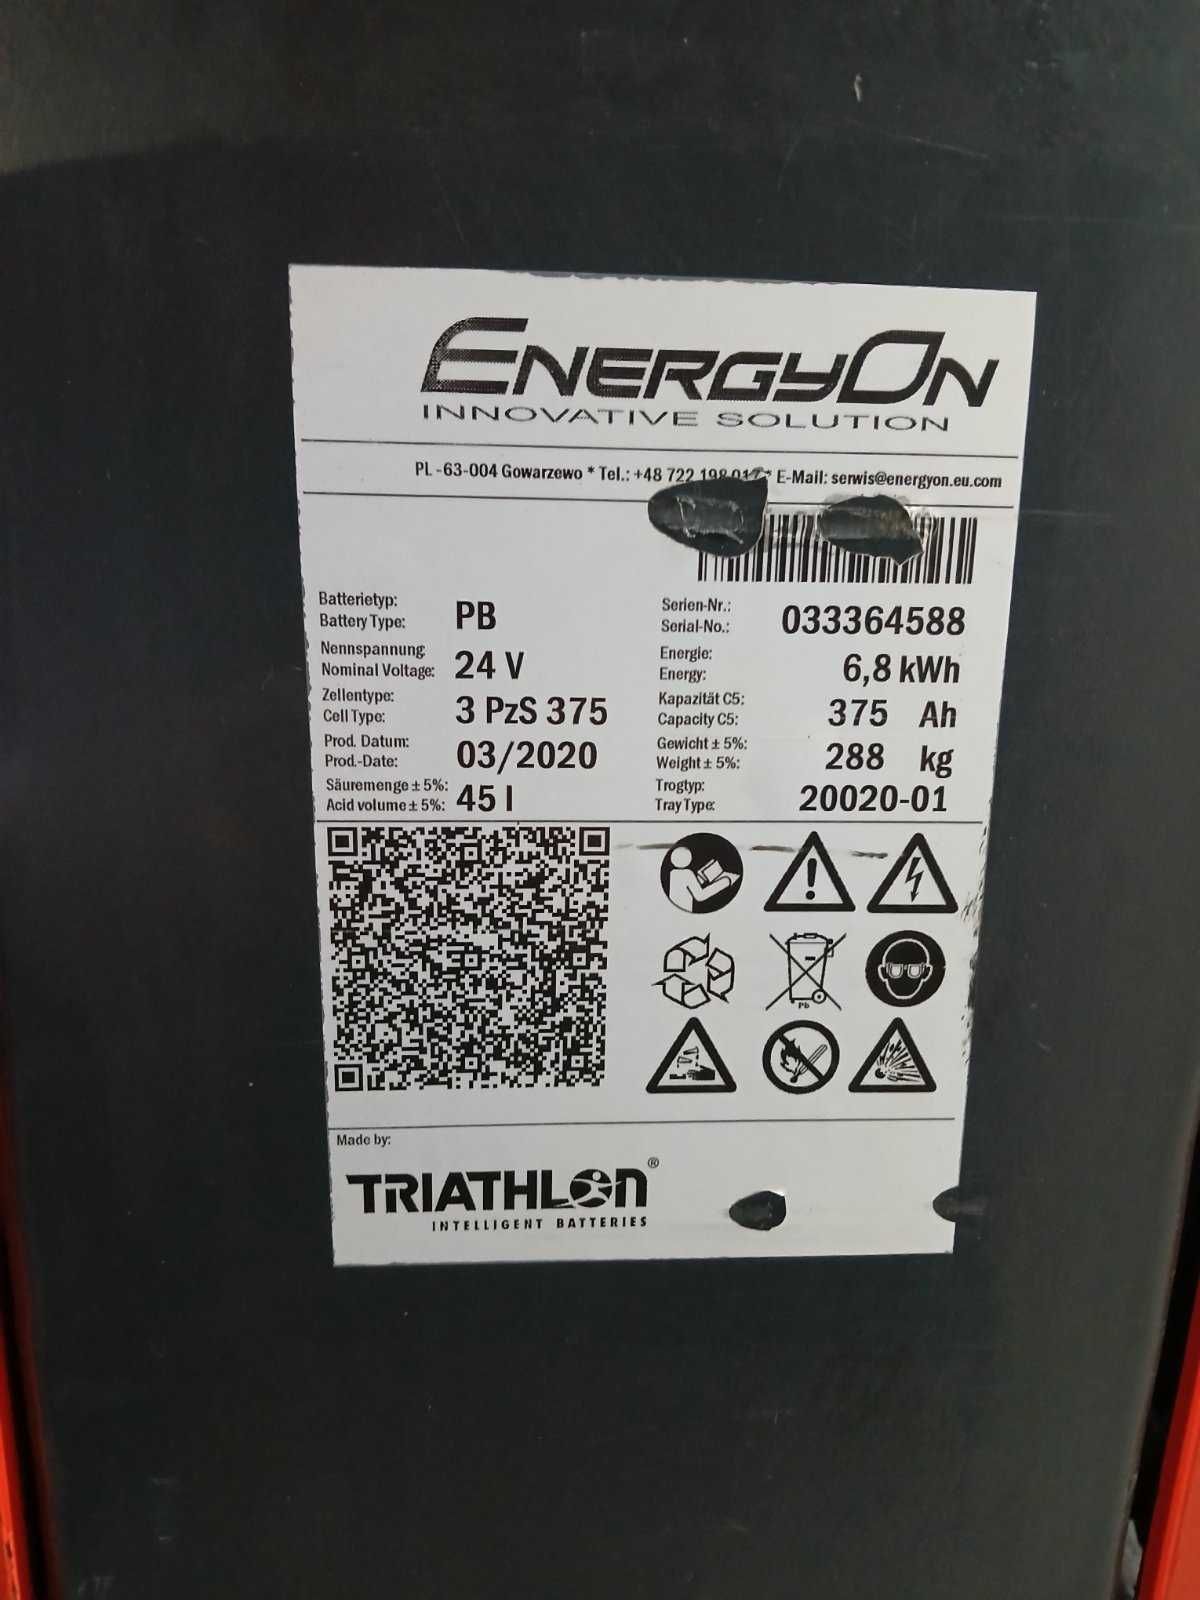 ENERGYON
INNOVATIVE SOLUTION
PL -63-004 Gowarzewo * Tel.: +48 722 198 * E-Mail: serwis@energyon.eu.com
Batterietyp:
Battery Type: PB
Serien-Nr.:
Serial-No.: 033364588
Nennspannung:
Nominal Voltage: 24 V
Energie:
Energy: 6,8 kWh
Zellentype:
Cell Type: 3 PzS 375
Kapazität C5:
Capacity C5: 375 Ah
Prod. Datum:
Prod.-Date: 03/2020
Gewicht ± 5%:
Weight ± 5%: 288 kg
Säuremenge ± 5%:
Acid volume ± 5%: 45 l
Trogtyp:
Tray Type: 20020-01
Pb
Made by:
TRIATHLON®
INTELLIGENT BATTERIES